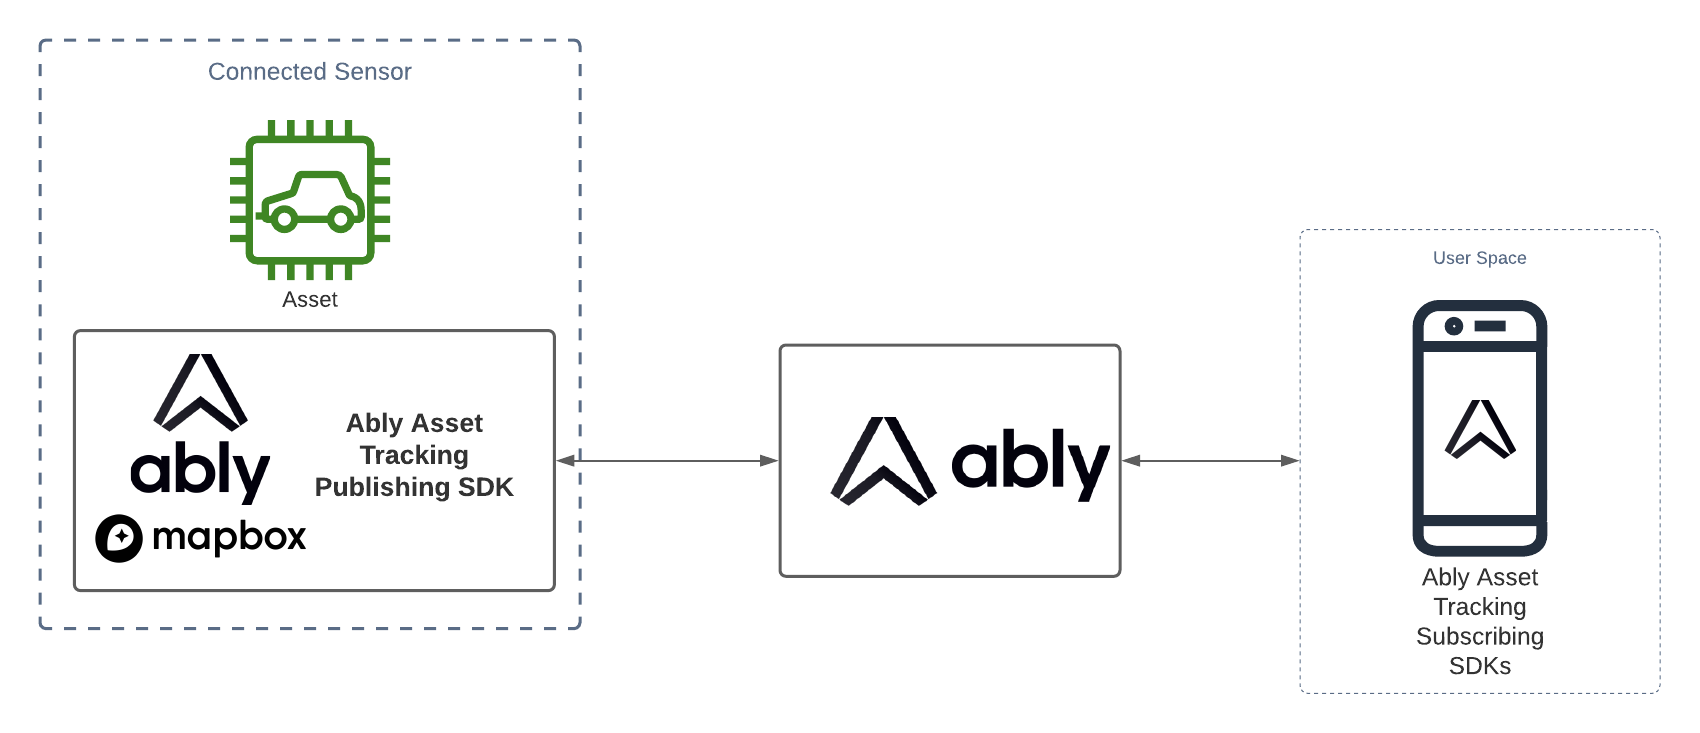 Connected Sensor
Asset
ably
mapbox
Ably Asset
Tracking
Publishing SDK
ably
User Space
Ably Asset
Tracking
Subscribing
SDKs